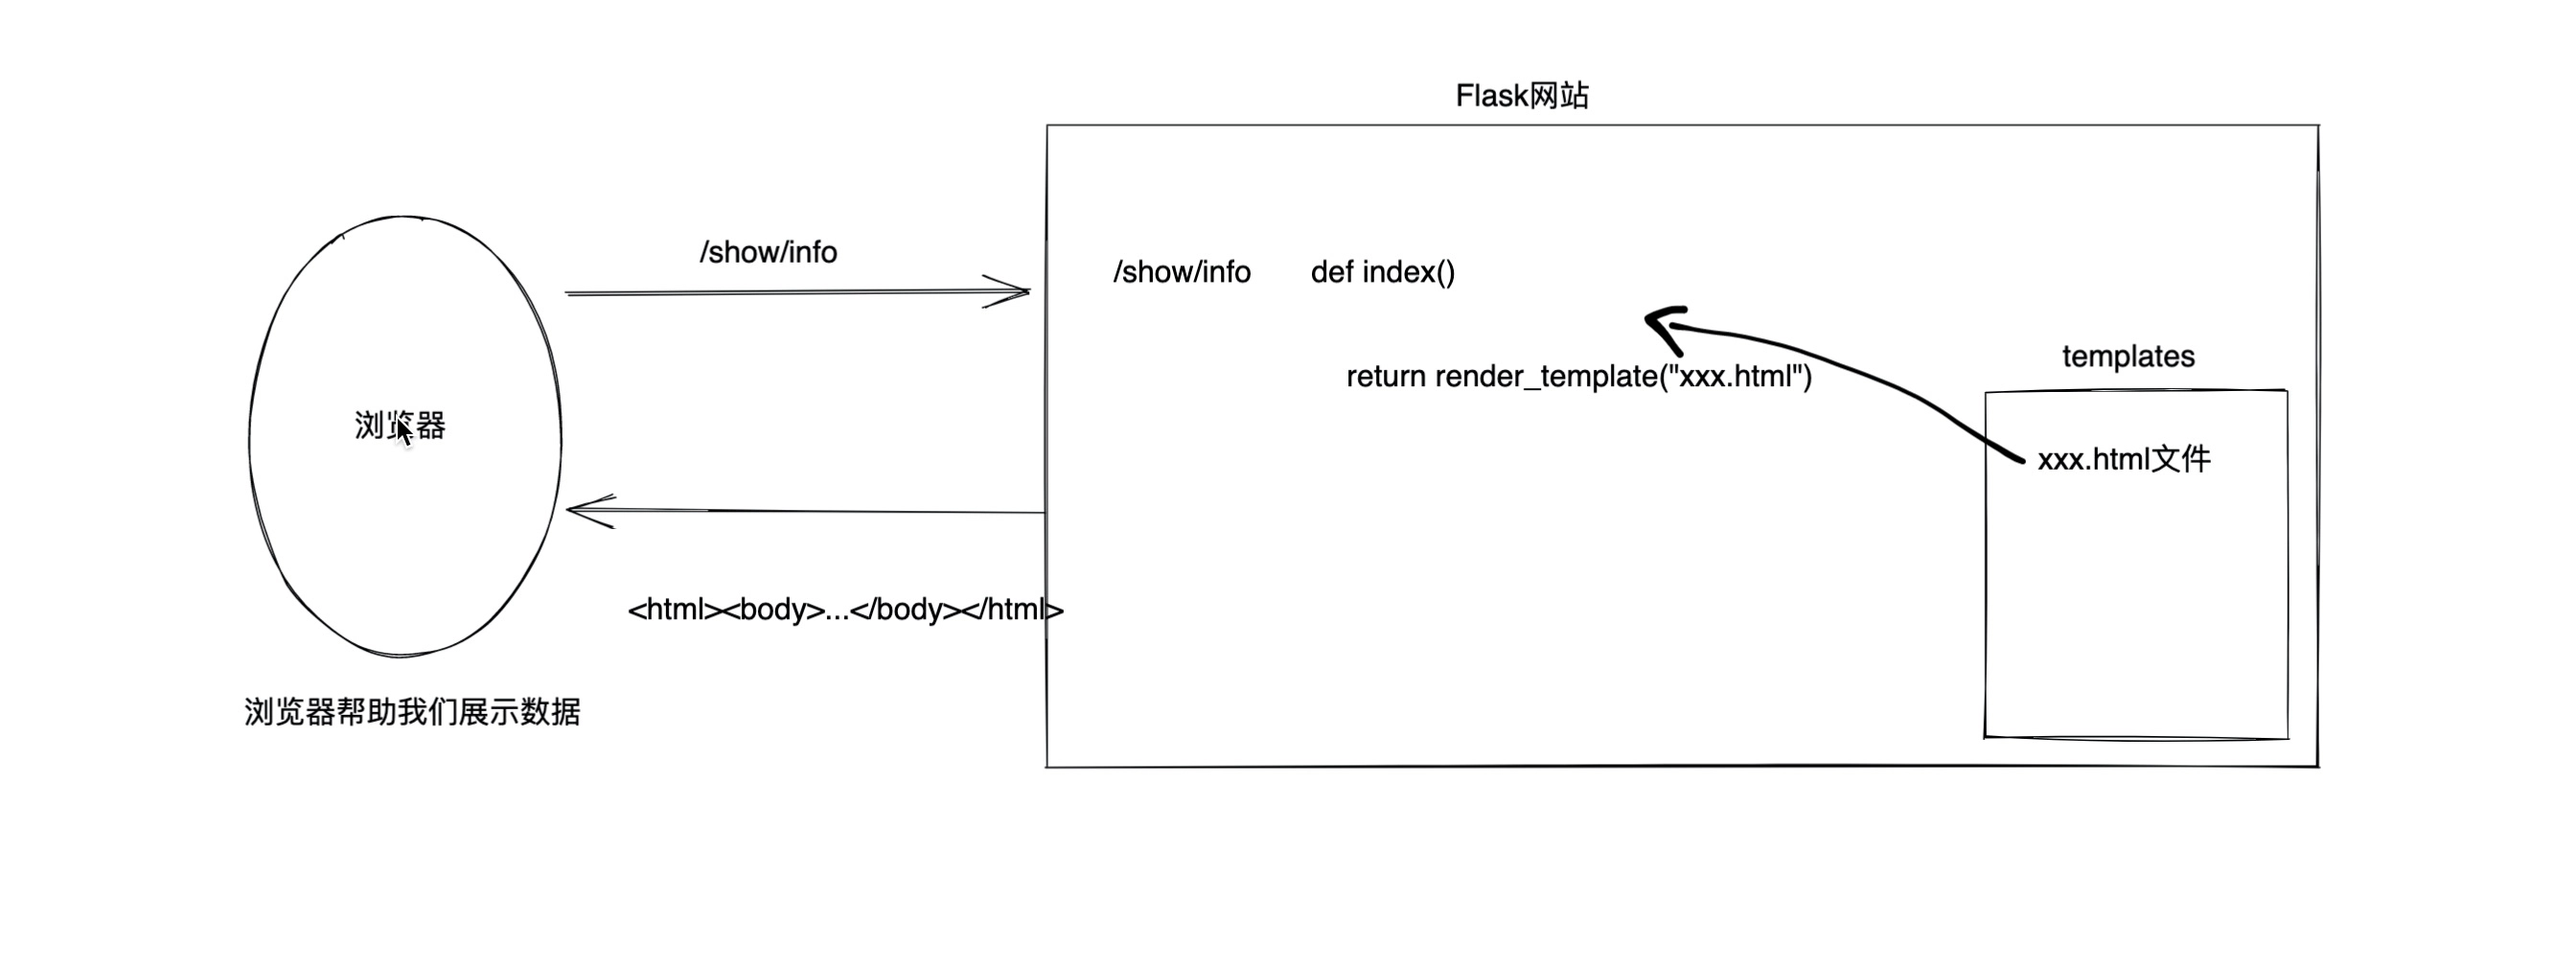 Flask网站
/show/info
/show/info def index()
return render_template("xxx.html")
templates
浏览器
xxx.html文件
<html><body>...</body></html>
浏览器帮助我们展示数据